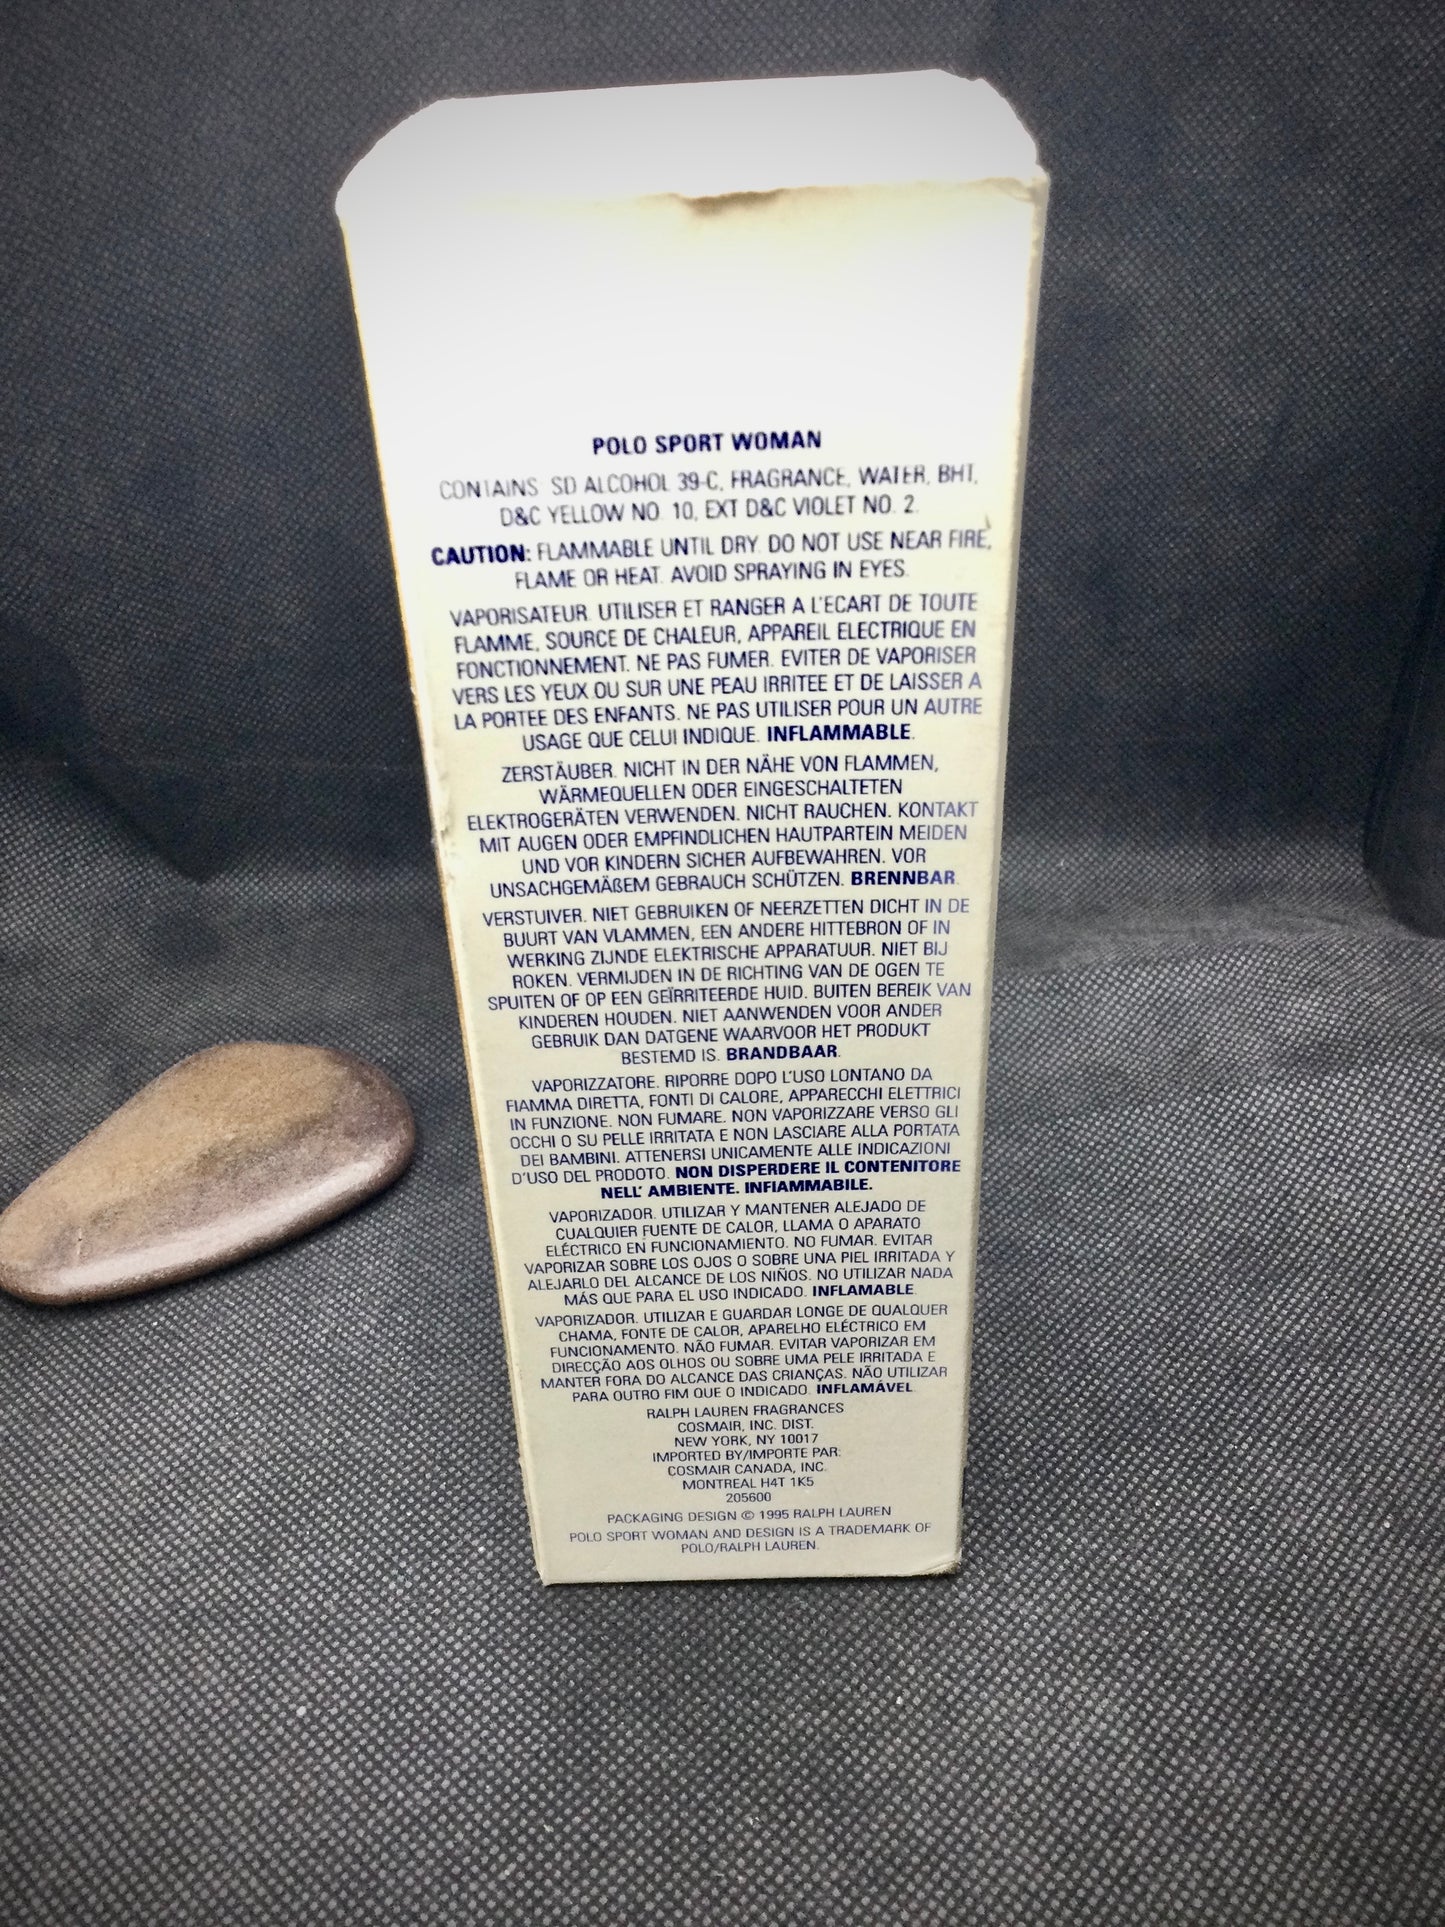 POLO SPORT WOMAN
CONTAINS SD ALCOHOL 39-C, FRAGRANCE, WATER, BHT,
D&C YELLOW NO. 10, EXT D&C VIOLET NO. 2.
CAUTION: FLAMMABLE UNTIL DRY. DO NOT USE NEAR FIRE,
FLAME OR HEAT. AVOID SPRAYING IN EYES.
VAPORISATEUR. UTILISER ET RANGER A L'ECART DE TOUTE
FLAMME, SOURCE DE CHALEUR, APPAREIL ELECTRIQUE EN
FONCTIONNEMENT. NE PAS FUMER. EVITER DE VAPORISER
VERS LES YEUX OU SUR UNE PEAU IRRITEE ET DE LAISSER A
LA PORTEE DES ENFANTS. NE PAS UTILISER POUR UN AUTRE
USAGE QUE CELUI INDIQUE. INFLAMMABLE.
ZERSTÄUBER. NICHT IN DER NÄHE VON FLAMMEN,
WÄRMEQUELLEN ODER EINGESCHALTETEN
ELEKTROGERÄTEN VERWENDEN. NICHT RAUCHEN. KONTAKT
MIT AUGEN ODER EMPFINDLICHEN HAUTPARTEIN MEIDEN
UND VOR KINDERN SICHER AUFBEWAHREN. VOR
UNSACHGEMÄßEM GEBRAUCH SCHÜTZEN. BRENNBAR.
VERSTUIVER. NIET GEBRUIKEN OF NEERZETTEN DICHT IN DE
BUURT VAN VLAMMEN, EEN ANDERE HITTEBRON OF IN
WERKING ZIJNDE ELEKTRISCHE APPARATUUR. NIET BIJ
ROKEN. VERMIJDEN IN DE RICHTING VAN DE OGEN TE
SPUITEN OF OP EEN GEÏRRITEERDE HUID. BUITEN BEREIK VAN
KINDEREN HOUDEN. NIET AANWENDEN VOOR ANDER
GEBRUIK DAN DATGENE WAARVOOR HET PRODUKT
BESTEMD IS. BRANDBAAR.
VAPORIZZATORE. RIPORRE DOPO L'USO LONTANO DA
FIAMMA DIRETTA, FONTI DI CALORE, APPARECCHI ELETTRICI
IN FUNZIONE. NON FUMARE. NON VAPORIZZARE VERSO GLI
OCCHI O SU PELLE IRRITATA E NON LASCIARE ALLA PORTATA
DEI BAMBINI. ATTENERSI UNICAMENTE ALLE INDICAZIONI
D'USO DEL PRODOTO. NON DISPERDERE IL CONTENITORE
NELL' AMBIENTE. INFIAMMABILE.
VAPORIZADOR. UTILIZAR Y MANTENER ALEJADO DE
CUALQUIER FUENTE DE CALOR, LLAMA O APARATO
ELÉCTRICO EN FUNCIONAMIENTO. NO FUMAR. EVITAR
VAPORIZAR SOBRE LOS OJOS O SOBRE UNA PIEL IRRITADA Y
ALEJARLO DEL ALCANCE DE LOS NIÑOS. NO UTILIZAR NADA
MÁS QUE PARA EL USO INDICADO. INFLAMABLE.
VAPORIZADOR. UTILIZAR E GUARDAR LONGE DE QUALQUER
CHAMA, FONTE DE CALOR, APARELHO ELÉCTRICO EM
FUNCIONAMENTO. NÃO FUMAR. EVITAR VAPORIZAR EM
DIRECÇÃO AOS OLHOS OU SOBRE UMA PELE IRRITADA E
MANTER FORA DO ALCANCE DAS CRIANÇAS. NÃO UTILIZAR
PARA OUTRO FIM QUE O INDICADO. INFLAMÁVEL.
RALPH LAUREN FRAGRANCES
COSMAIR, INC. DIST.
NEW YORK, NY 10017
IMPORTED BY/IMPORTE PAR:
COSMAIR CANADA, INC.
MONTREAL H4T 1K5
205600
PACKAGING DESIGN © 1995 RALPH LAUREN
POLO SPORT WOMAN AND DESIGN IS A TRADEMARK OF
POLO/RALPH LAUREN.